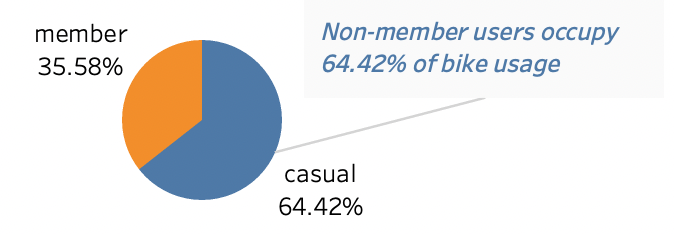 member
35.58%
Non-member users occupy
64.42% of bike usage
casual
64.42%